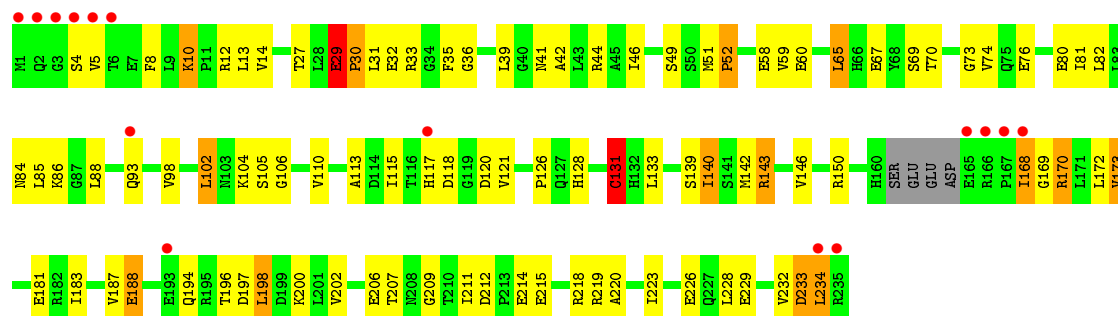 M1 Q2 G3 S4 V5 T6 E7 F8 L9 K10 P11 R12 L13 V14 T27 L28 E29 P30 L31 E32 R33 G34 F35 G36 L39 G40 N41 A42 L43 R44 A45 I46 S49 S50 M51 P52 E58 V59 E60 L65 H66 E67 Y68 S69 T70 G73 V74 Q75 E76 E80 I81 L82 L83
N84 L85 K86 G87 L88 Q93 V98 L102 N103 K104 S105 G106 V110 A113 D114 I115 T116 H117 D118 G119 D120 V121 P126 Q127 H128 C131 H132 L133 S139 I140 S141 M142 R143 V146 R150 H160 SER GLU GLU ASP E165 R166 P167 I168 G169 R170 L171 L172
E181 R182 I183 V187 E188 E193 Q194 R195 T196 D197 L198 D199 K200 L201 V202 E206 T207 N208 G209 T210 I211 D212 P213 E214 E215 R218 R219 A220 I223 E226 Q227 L228 E229 V232 D233 L234 R235